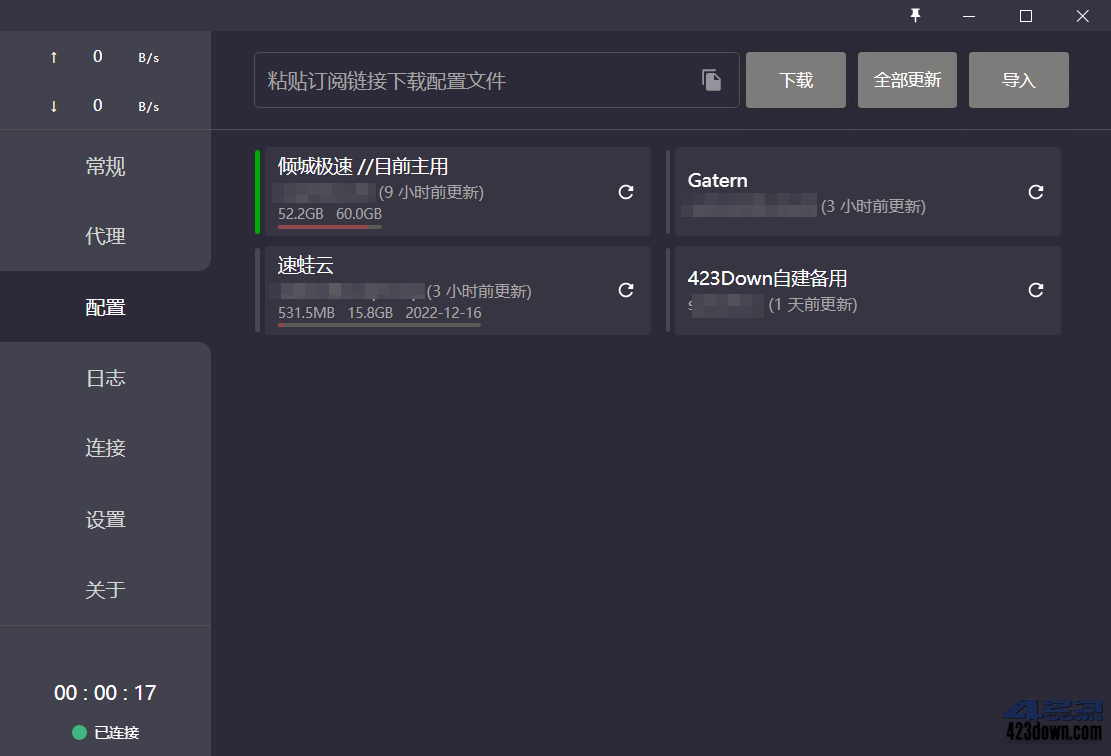 ↑ 0 B/s
↓ 0 B/s
常规
代理
配置
日志
连接
设置
关于
00 : 00 : 17
已连接
粘贴订阅链接下载配置文件
下载
全部更新
导入
倾城极速 //目前主用
(9 小时前更新)
52.2GB 60.0GB
Gatern
(3 小时前更新)
速蛙云
(3 小时前更新)
531.5MB 15.8GB 2022-12-16
423Down自建备用
(1 天前更新)
423down.com